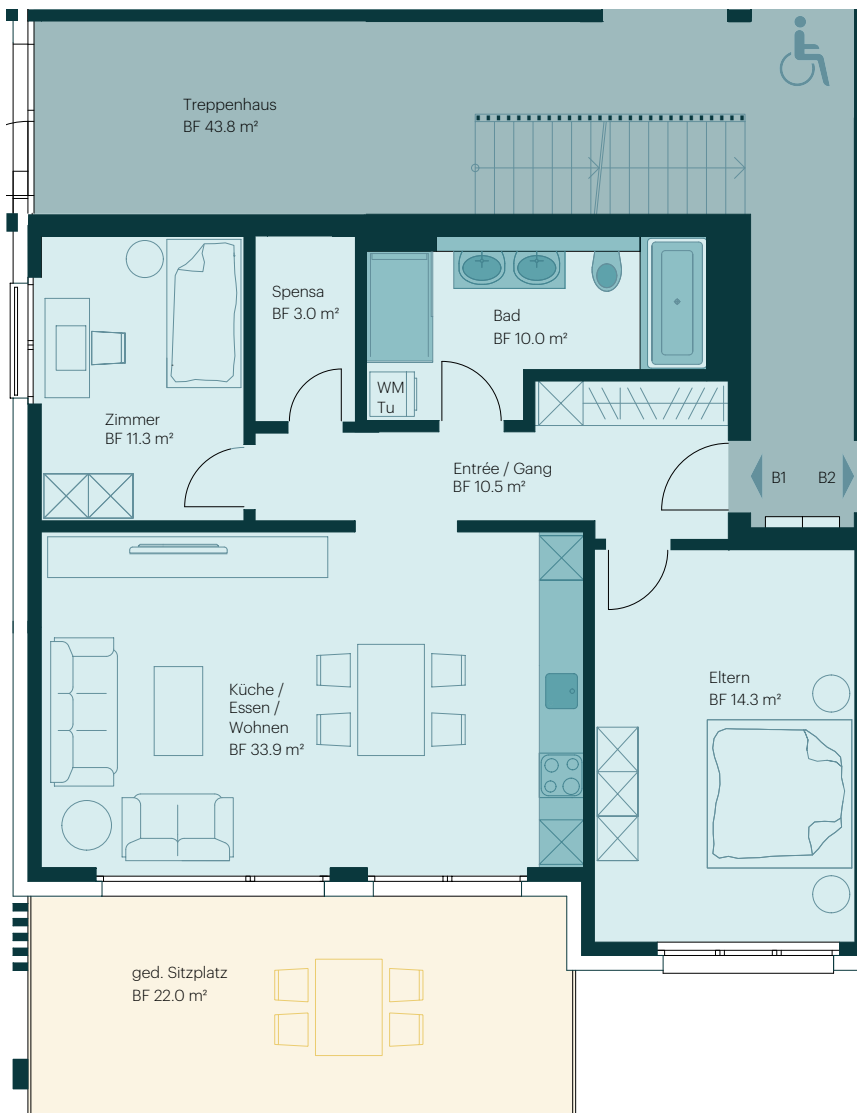 Treppenhaus
BF 43.8 m²
Spensa
BF 3.0 m²
Bad
BF 10.0 m²
WM
Tu
Zimmer
BF 11.3 m²
Entrée / Gang
BF 10.5 m²
B1 B2
Küche /
Essen /
Wohnen
BF 33.9 m²
Eltern
BF 14.3 m²
ged. Sitzplatz
BF 22.0 m²